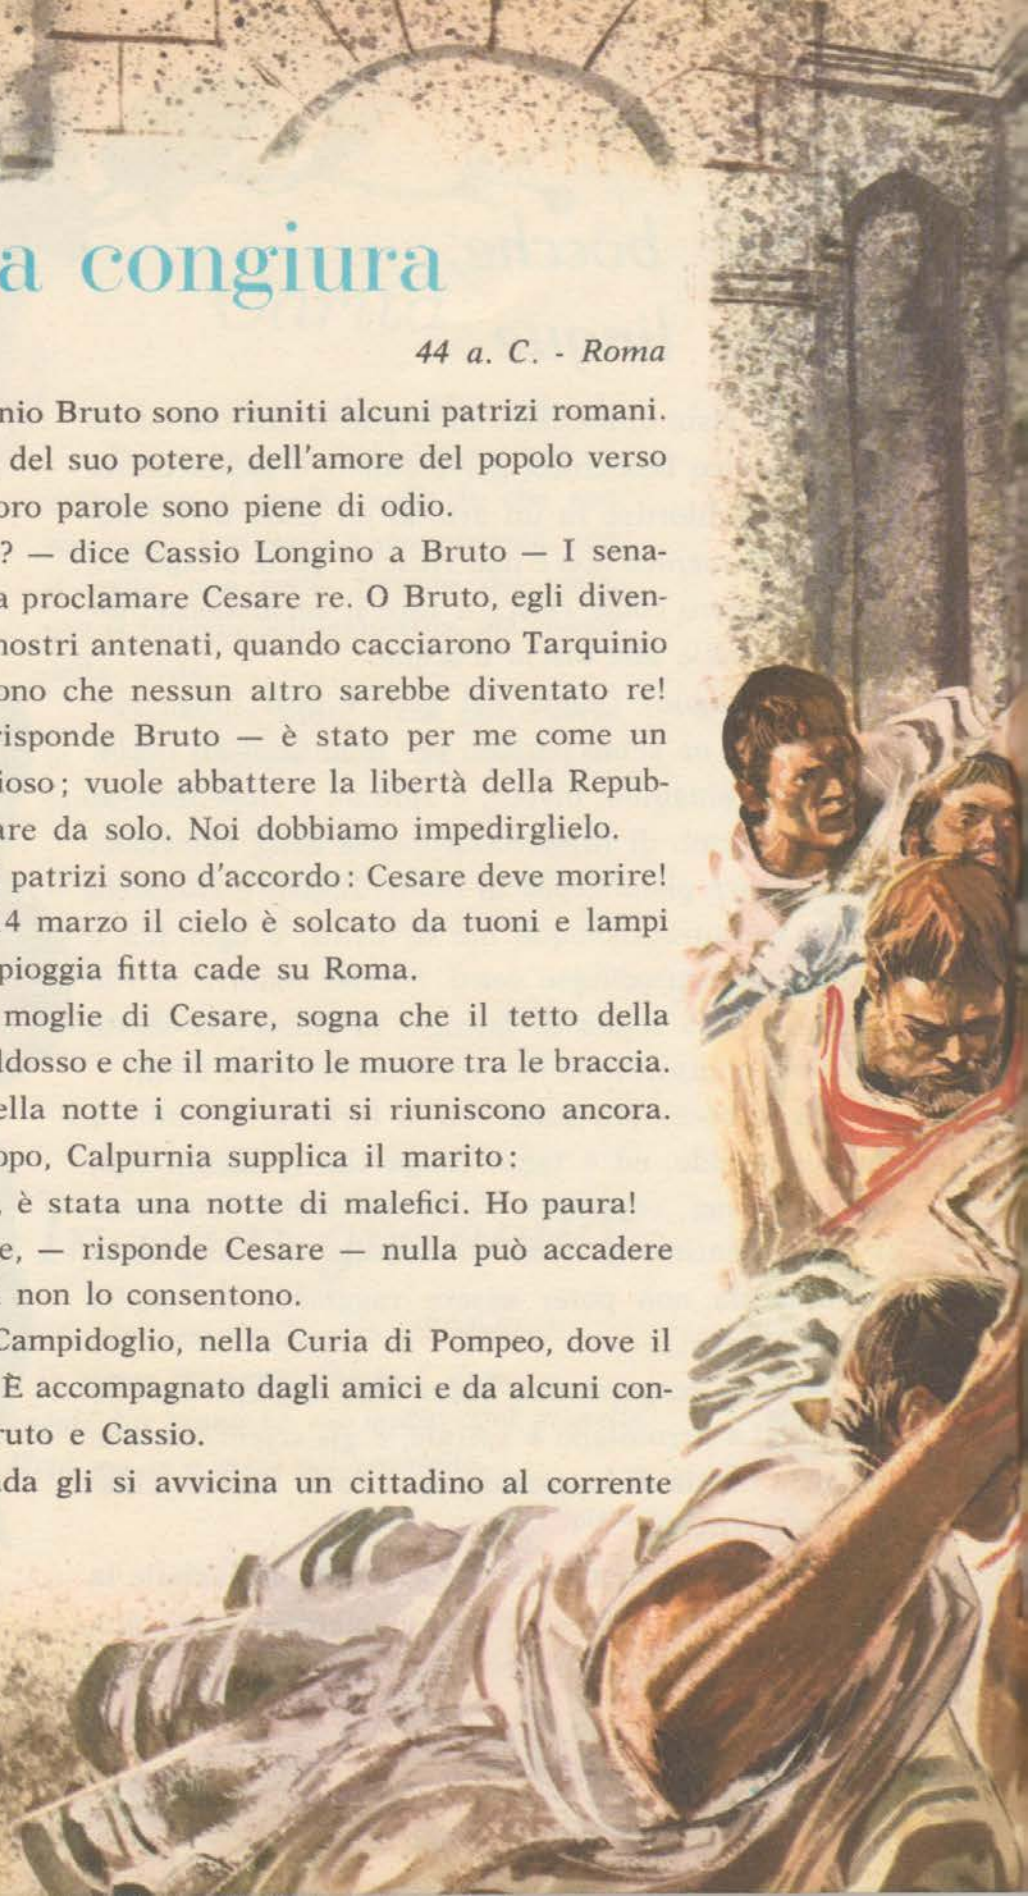 a congiura
44 a. C. - Roma
nio Bruto sono riuniti alcuni patrizi romani.
del suo potere, dell'amore del popolo verso
oro parole sono piene di odio.
? — dice Cassio Longino a Bruto — I sena-
a proclamare Cesare re. O Bruto, egli diven-
nostri antenati, quando cacciarono Tarquinio
ono che nessun altro sarebbe diventato re!
risponde Bruto — è stato per me come un
ioso; vuole abbattere la libertà della Repub-
are da solo. Noi dobbiamo impedirglielo.
patrizi sono d'accordo: Cesare deve morire!
4 marzo il cielo è solcato da tuoni e lampi
pioggia fitta cade su Roma.
moglie di Cesare, sogna che il tetto della
ldosso e che il marito le muore tra le braccia.
ella notte i congiurati si riuniscono ancora.
opo, Calpurnia supplica il marito:
, è stata una notte di malefici. Ho paura!
e, — risponde Cesare — nulla può accadere
non lo consentono.
Campidoglio, nella Curia di Pompeo, dove il
È accompagnato dagli amici e da alcuni con-
ruto e Cassio.
da gli si avvicina un cittadino al corrente